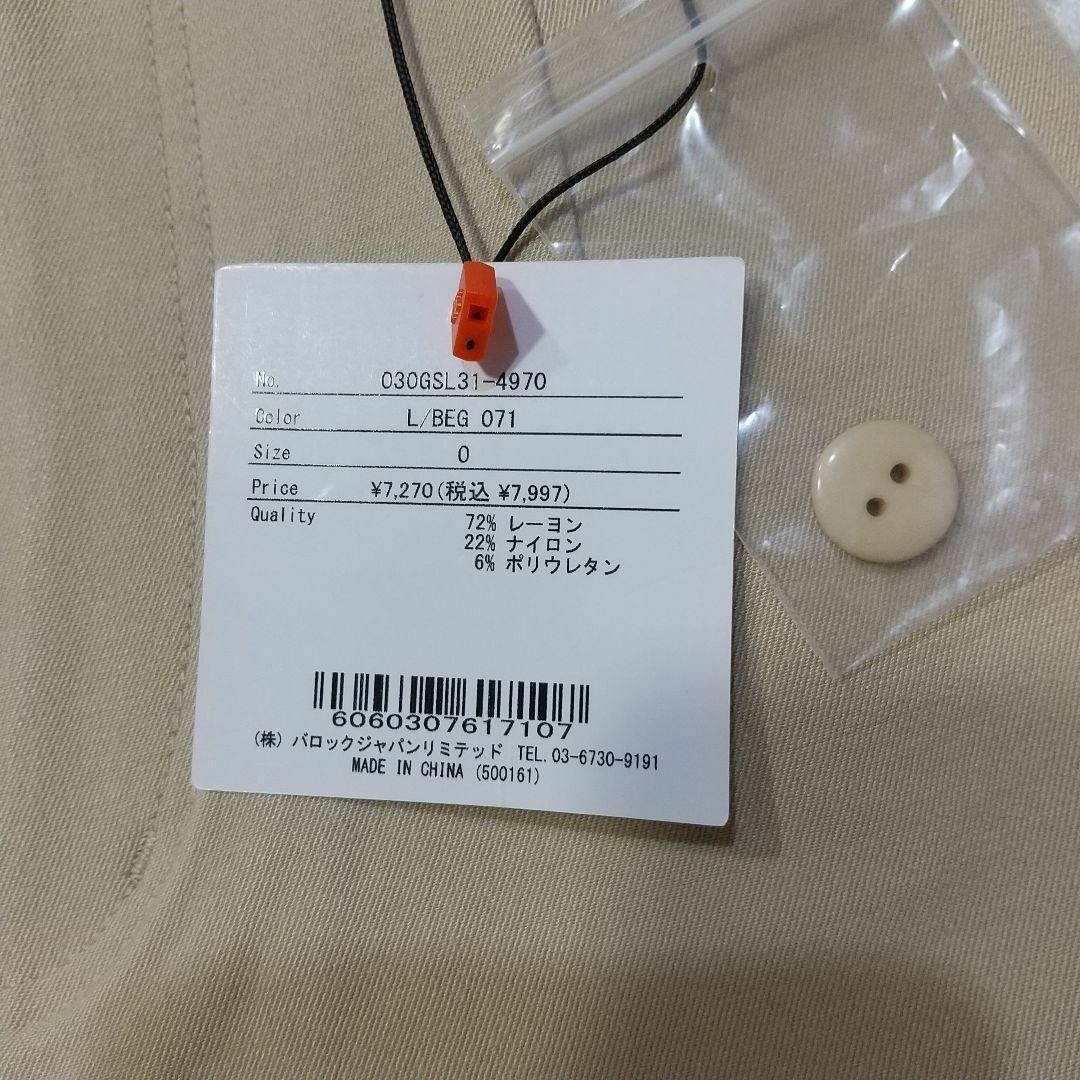 No. 030GSL31-4970
Color L/BEG 071
Size 0
Price ¥7,270(税込 ¥7,997)
Quality 72% レーヨン
22% ナイロン
6% ポリウレタン
6060307617107
(株) バロックジャパンリミテッド TEL.03-6730-9191
MADE IN CHINA (500161)